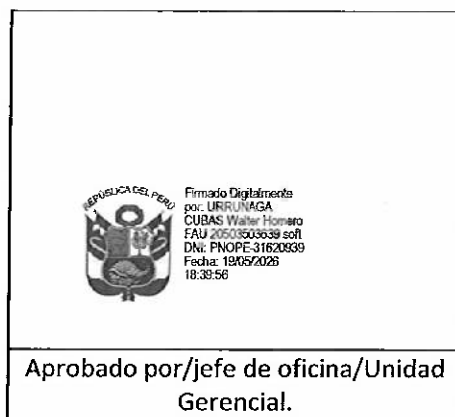 REPÚBLICA DEL PERÚ
Firmado Digitalmente
por: URRUNAGA
CUBAS Walter Homero
FAU 20503503639 soft
DNI: PNOPE-31620939
Fecha: 19/05/2026
18:39:56
Aprobado por/jefe de oficina/Unidad
Gerencial.